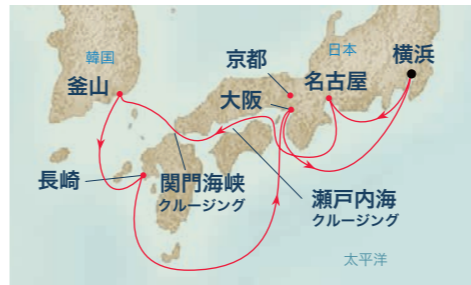 韓国
釜山
京都
大阪
日本
名古屋
横浜
長崎
関門海峡
クルージング
瀬戸内海
クルージング
太平洋